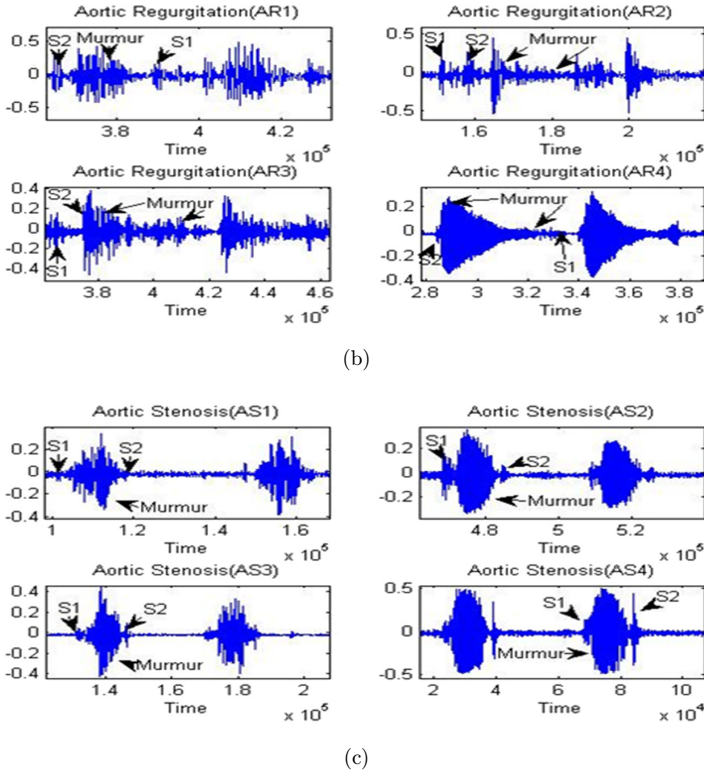 Aortic Regurgitation(AR1)
0.5
0
-0.5
S2
Murmur
S1
3.8 4 4.2
Time
x 10^5
Aortic Regurgitation(AR2)
0.5
0
-0.5
S1
S2
Murmur
1.6 1.8 2
Time
x 10^5
Aortic Regurgitation(AR3)
0.4
0.2
0
-0.2
-0.4
S2
Murmur
S1
3.8 4 4.2 4.4 4.6
Time
x 10^5
Aortic Regurgitation(AR4)
0.2
0
-0.2
-0.4
Murmur
S2
S1
2.8 3 3.2 3.4 3.6 3.8
Time
x 10^5
(b)
Aortic Stenosis(AS1)
0.2
0
-0.2
-0.4
S1
S2
Murmur
1 1.2 1.4 1.6
Time
x 10^5
Aortic Stenosis(AS2)
0.2
0
-0.2
S1
S2
Murmur
4.8 5 5.2
Time
x 10^5
Aortic Stenosis(AS3)
0.4
0.2
0
-0.2
-0.4
S1
S2
Murmur
1.4 1.6 1.8 2
Time
x 10^5
Aortic Stenosis(AS4)
0.5
0
-0.5
S1
S2
Murmur
2 4 6 8 10
Time
x 10^4
(c)